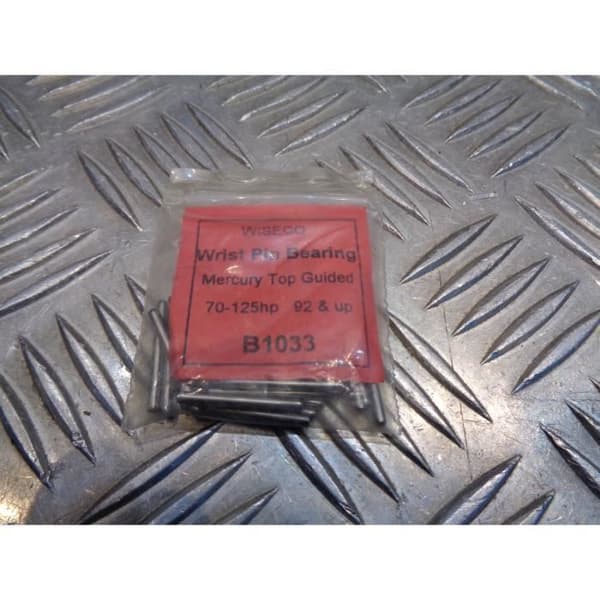 WISECO
Wrist Pin Bearing
Mercury Top Guided
70-125hp 92 & up
B1033